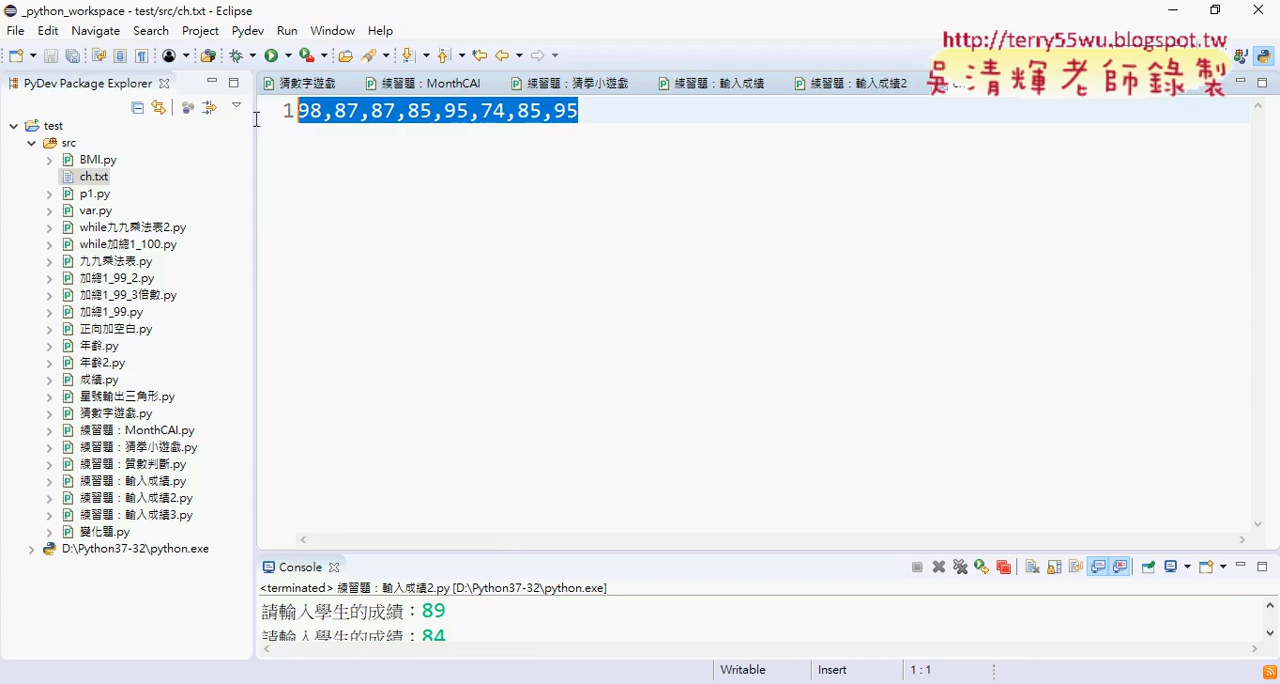 _python_workspace - test/src/ch.txt - Eclipse
File Edit Navigate Search Project Pydev Run Window Help
http://terry55wu.blogspot.tw
吳清輝老師錄製
PyDev Package Explorer
猜數字遊戲 練習題：MonthCAI 練習題：猜拳小遊戲 練習題：輸入成績 練習題：輸入成績2
1 98,87,87,85,95,74,85,95
test
src
BMI.py
ch.txt
p1.py
var.py
while九九乘法表2.py
while加總1_100.py
九九乘法表.py
加總1_99_2.py
加總1_99_3倍數.py
加總1_99.py
正向加空白.py
年齡.py
年齡2.py
成績.py
星號輸出三角形.py
猜數字遊戲.py
練習題：MonthCAI.py
練習題：猜拳小遊戲.py
練習題：質數判斷.py
練習題：輸入成績.py
練習題：輸入成績2.py
練習題：輸入成績3.py
變化題.py
D:\Python37-32\python.exe
Console
<terminated> 練習題：輸入成績2.py [D:\Python37-32\python.exe]
請輸入學生的成績：89
請輸入學生的成績：84
Writable Insert 1 : 1